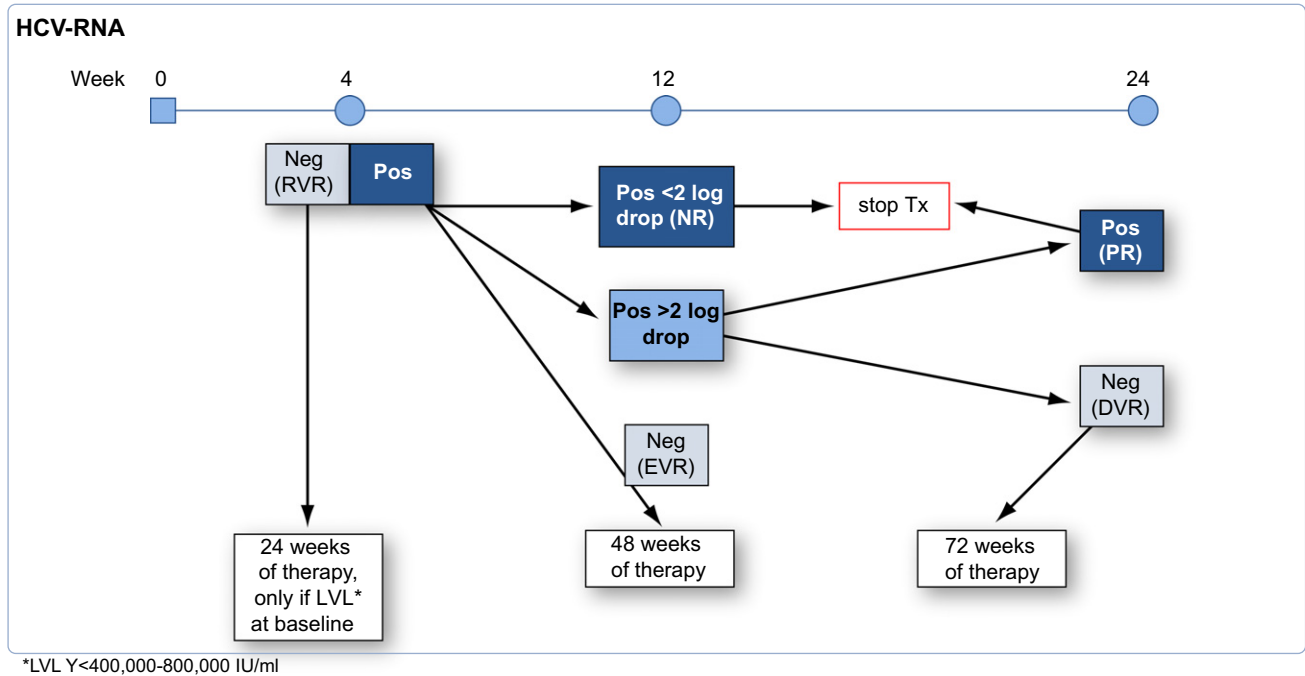 HCV-RNA
Week 0 4 12 24
Neg
(RVR)
Pos
Pos <2 log
drop (NR)
stop Tx
Pos
(PR)
Pos >2 log
drop
Neg
(DVR)
Neg
(EVR)
24 weeks
of therapy,
only if LVL*
at baseline
48 weeks
of therapy
72 weeks
of therapy
*LVL Y<400,000-800,000 IU/ml